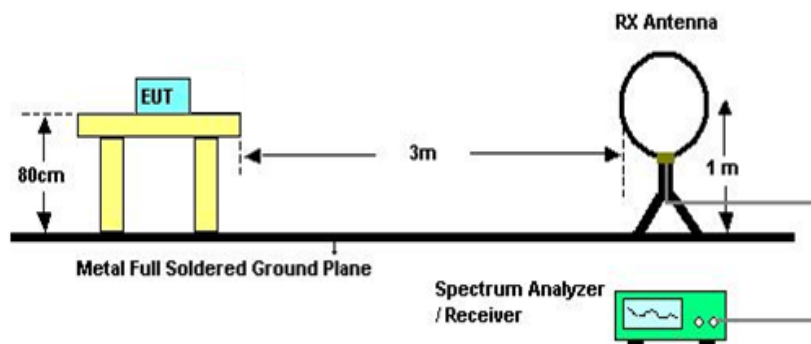 RX Antenna
EUT
3m
80cm
1 m
Metal Full Soldered Ground Plane
Spectrum Analyzer
/ Receiver